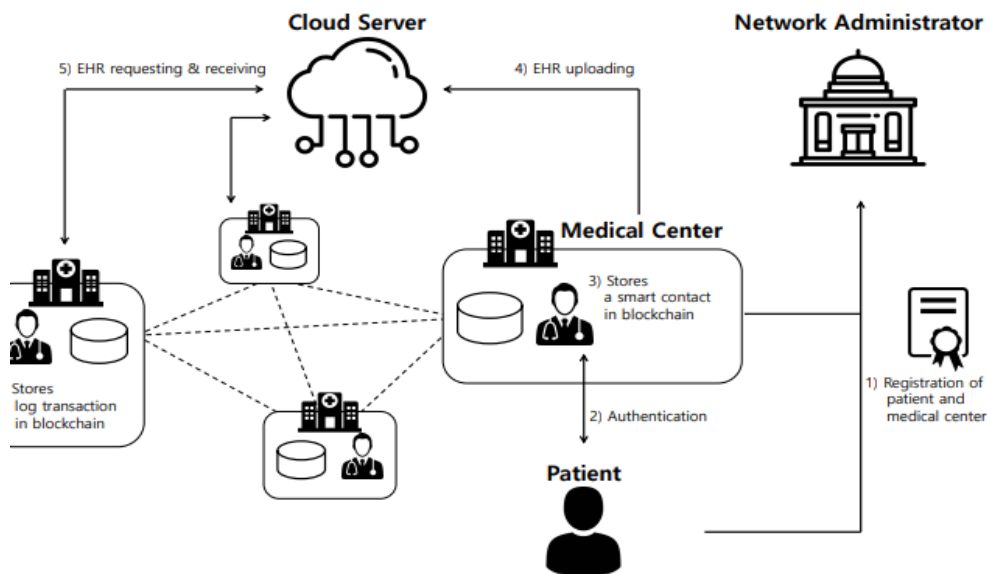 Cloud Server
Network Administrator
5) EHR requesting & receiving
4) EHR uploading
Medical Center
3) Stores
a smart contact
in blockchain
Stores
log transaction
in blockchain
1) Registration of
patient and
medical center
2) Authentication
Patient